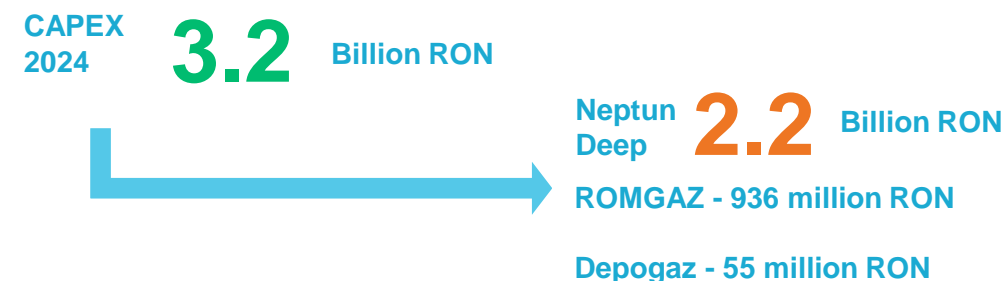 CAPEX
2024
3.2
Billion RON
Neptun
Deep
2.2
Billion RON
ROMGAZ - 936 million RON
Depogaz - 55 million RON